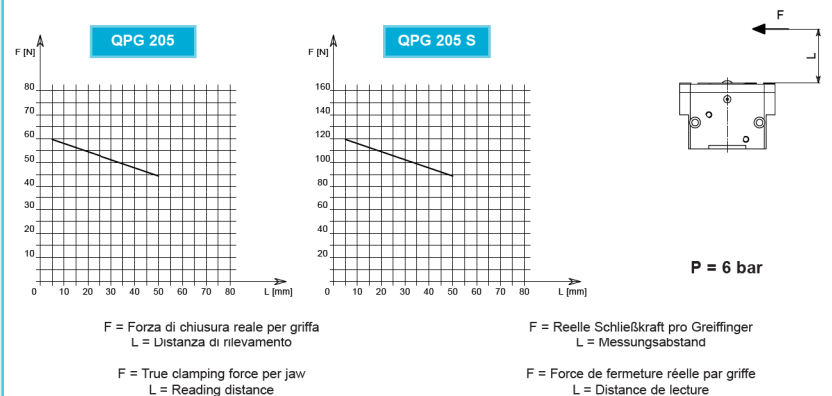 QPG 205
F [N]
80
70
60
50
40
30
20
10
0 10 20 30 40 50 60 70 80 L [mm]
QPG 205 S
F [N]
160
140
120
100
80
60
40
20
0 10 20 30 40 50 60 70 80 L [mm]
F
L
P = 6 bar
F = Forza di chiusura reale per griffa
L = Distanza di rilevamento
F = True clamping force per jaw
L = Reading distance
F = Reelle Schließkraft pro Greiffinger
L = Messungsabstand
F = Force de fermeture réelle par griffe
L = Distance de lecture